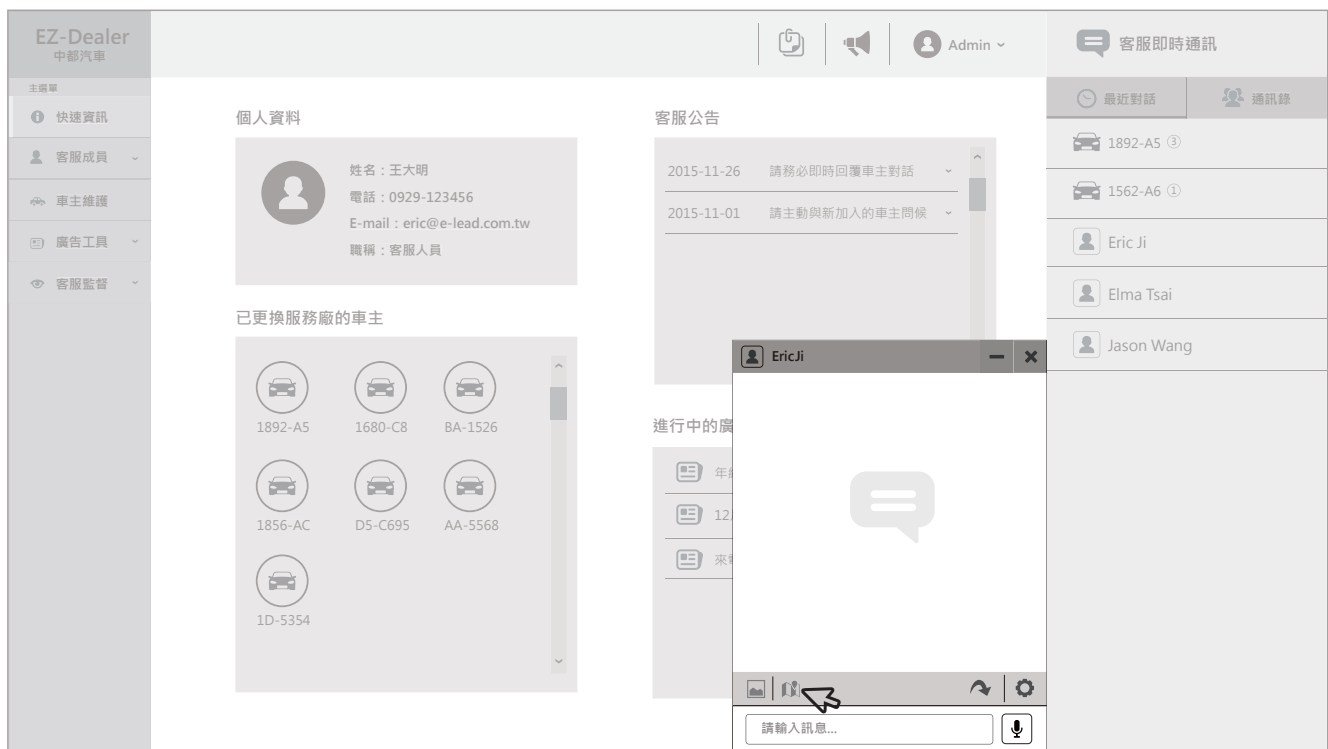 EZ-Dealer
中都汽車
Admin
客服即時通訊
主選單
快速資訊
客服成員
車主維護
廣告工具
客服監督
個人資料
姓名：王大明
電話：0929-123456
E-mail：eric@e-lead.com.tw
職稱：客服人員
已更換服務廠的車主
1892-A5
1680-C8
BA-1526
1856-AC
D5-C695
AA-5568
1D-5354
客服公告
2015-11-26 請務必即時回覆車主對話
2015-11-01 請主動與新加入的車主問候
進行中的廣
年
12
來
最近對話
通訊錄
1892-A5 ③
1562-A6 ①
Eric Ji
Elma Tsai
Jason Wang
EricJi
請輸入訊息...